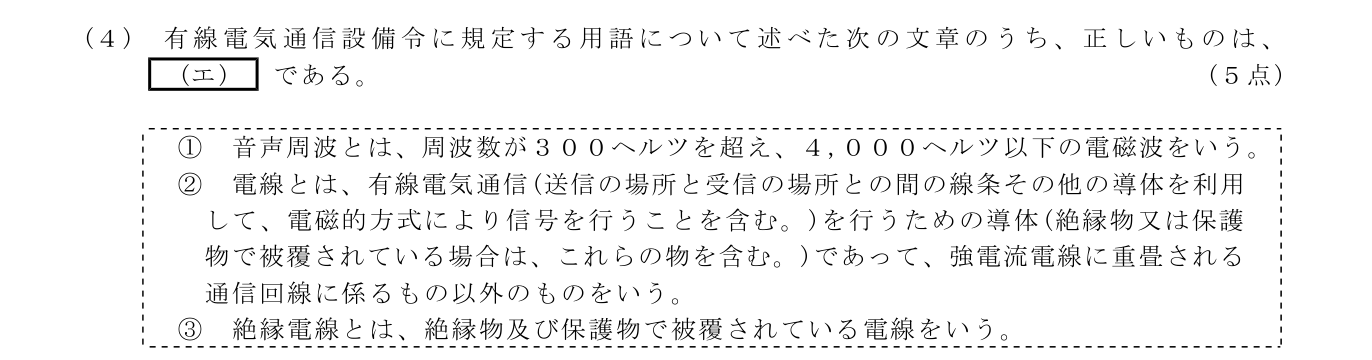 (４) 有線電気通信設備令に規定する用語について述べた次の文章のうち、正しいものは、
(エ) である。 (５点)
① 音声周波とは、周波数が３００ヘルツを超え、４,０００ヘルツ以下の電磁波をいう。
② 電線とは、有線電気通信(送信の場所と受信の場所との間の線条その他の導体を利用
して、電磁的方式により信号を行うことを含む。)を行うための導体(絶縁物又は保護
物で被覆されている場合は、これらの物を含む。)であって、強電流電線に重畳される
通信回線に係るもの以外のものをいう。
③ 絶縁電線とは、絶縁物及び保護物で被覆されている電線をいう。